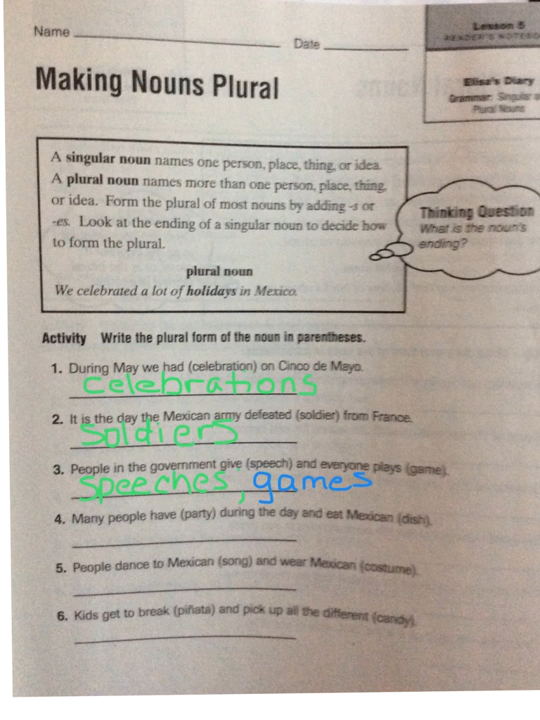 Name
Date
Lesson 5
READER'S NOTEBO
Making Nouns Plural
Elisa's Diary
Grammar: Singular a
Plural Nouns
A singular noun names one person, place, thing, or idea.
A plural noun names more than one person, place, thing,
or idea. Form the plural of most nouns by adding -s or
-es. Look at the ending of a singular noun to decide how
to form the plural.
plural noun
We celebrated a lot of holidays in Mexico.
Thinking Question
What is the noun's
ending?
Activity Write the plural form of the noun in parentheses.
1. During May we had (celebration) on Cinco de Mayo.
celebrations
2. It is the day the Mexican army defeated (soldier) from France.
Soldiers
3. People in the government give (speech) and everyone plays (game).
Speeches, games
4. Many people have (party) during the day and eat Mexican (dish).
5. People dance to Mexican (song) and wear Mexican (costume).
6. Kids get to break (piñata) and pick up all the different (candy).